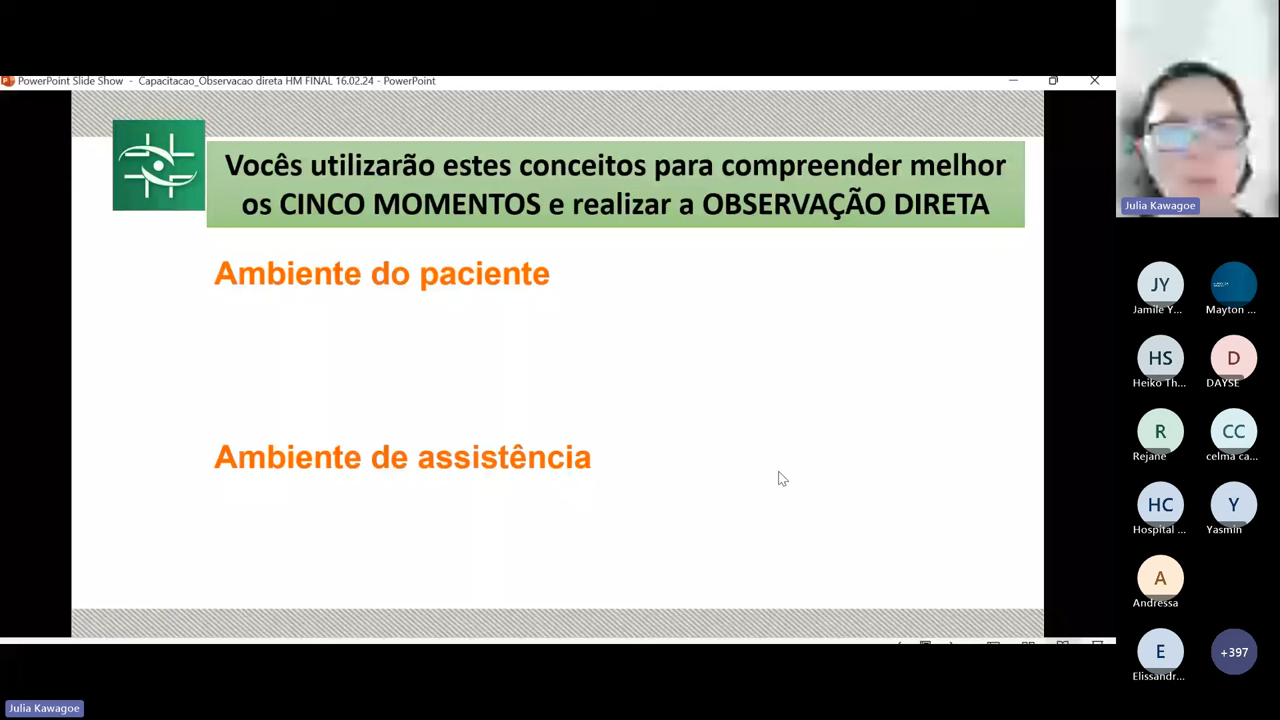 PowerPoint Slide Show - Capacitacao_Observacao direta HM FINAL 16.02.24 - PowerPoint
Vocês utilizarão estes conceitos para compreender melhor
os CINCO MOMENTOS e realizar a OBSERVAÇÃO DIRETA
Ambiente do paciente
Ambiente de assistência
Julia Kawagoe
JY
Jamile Y...
Mayton ...
HS
Heiko Th...
D
DAYSE
R
Rejane
CC
celma ca...
HC
Hospital ...
Y
Yasmin
A
Andressa
E
Elissandr...
+397
Julia Kawagoe